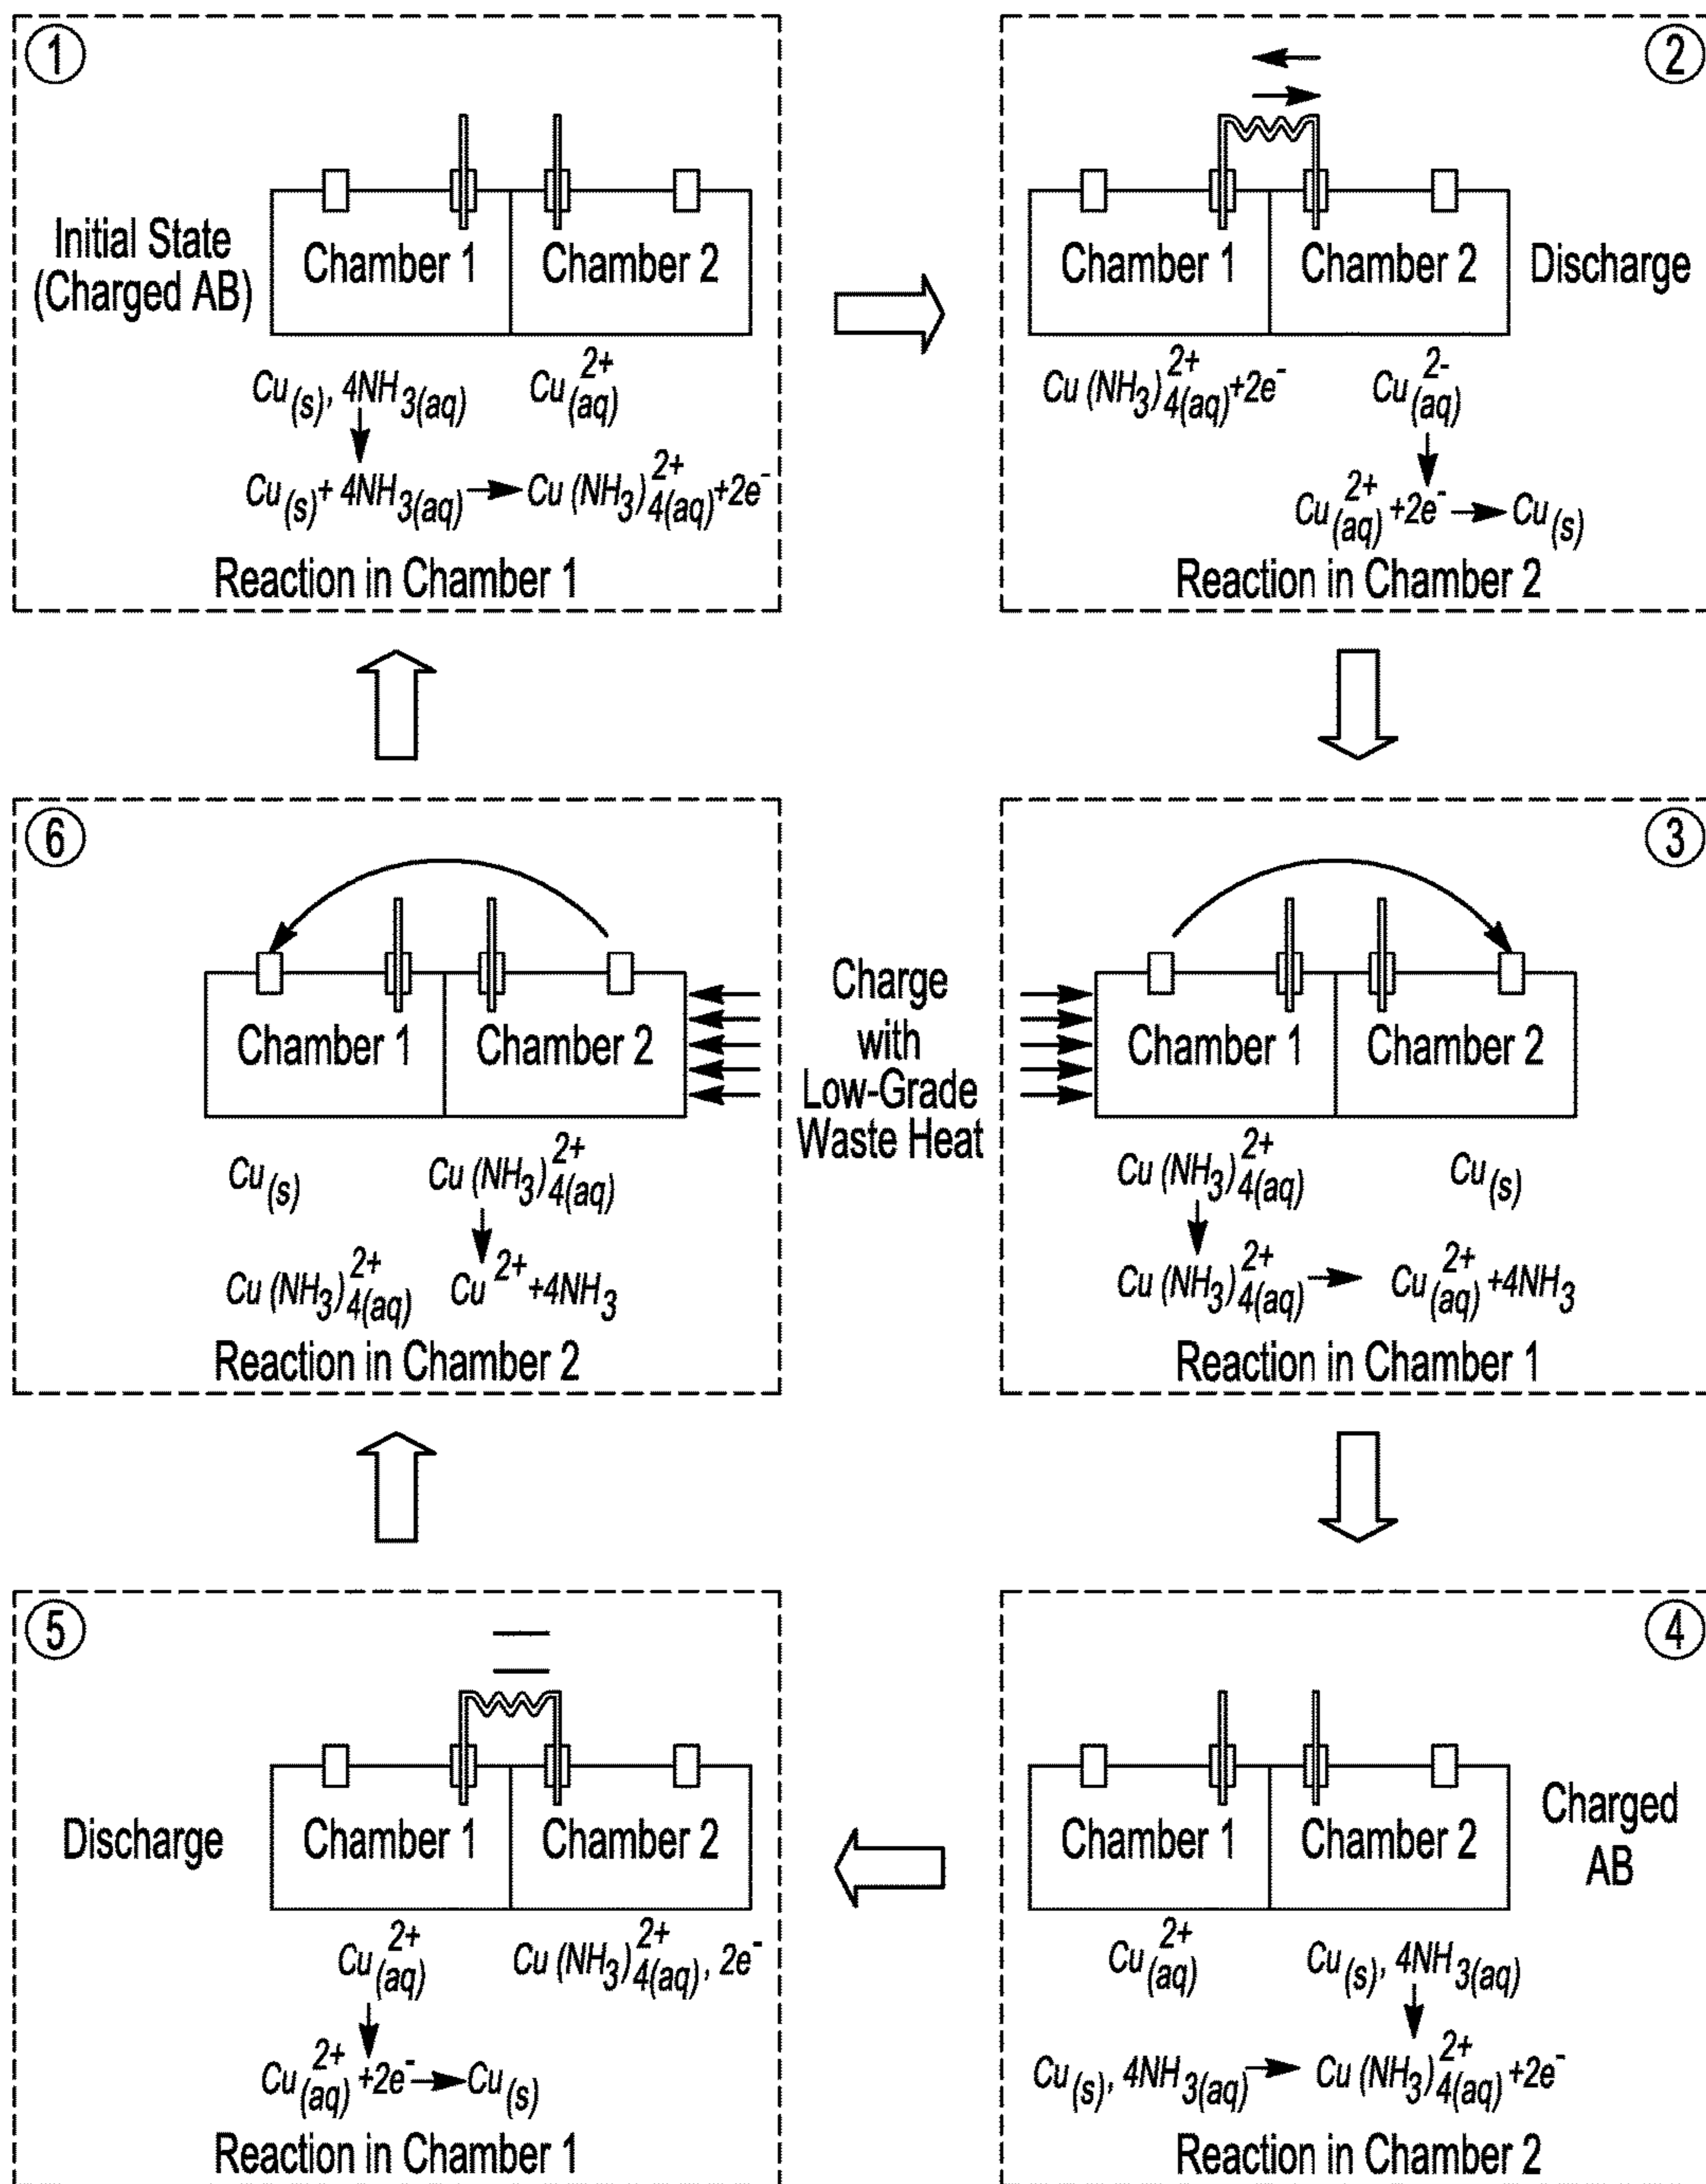 ①
Initial State
(Charged AB)
Chamber 1
Chamber 2
Cu(s), 4NH3(aq)
Cu2+(aq)
Cu(s)+ 4NH3(aq) → Cu (NH3)2+4(aq)+2e-
Reaction in Chamber 1
②
Chamber 1
Chamber 2
Discharge
Cu (NH3)2+4(aq)+2e-
Cu2-(aq)
Cu2+(aq) +2e- → Cu(s)
Reaction in Chamber 2
⑥
Chamber 1
Chamber 2
Cu(s)
Cu (NH3)2+4(aq)
Cu (NH3)2+4(aq)
Cu 2+ +4NH3
Reaction in Chamber 2
Charge
with
Low-Grade
Waste Heat
③
Chamber 1
Chamber 2
Cu (NH3)2+4(aq)
Cu(s)
Cu (NH3)2+4(aq) → Cu2+(aq) +4NH3
Reaction in Chamber 1
⑤
Discharge
Chamber 1
Chamber 2
Cu2+(aq)
Cu (NH3)2+4(aq), 2e-
Cu2+(aq) +2e- → Cu(s)
Reaction in Chamber 1
④
Chamber 1
Chamber 2
Charged
AB
Cu2+(aq)
Cu(s), 4NH3(aq)
Cu(s), 4NH3(aq) → Cu (NH3)2+4(aq) +2e-
Reaction in Chamber 2